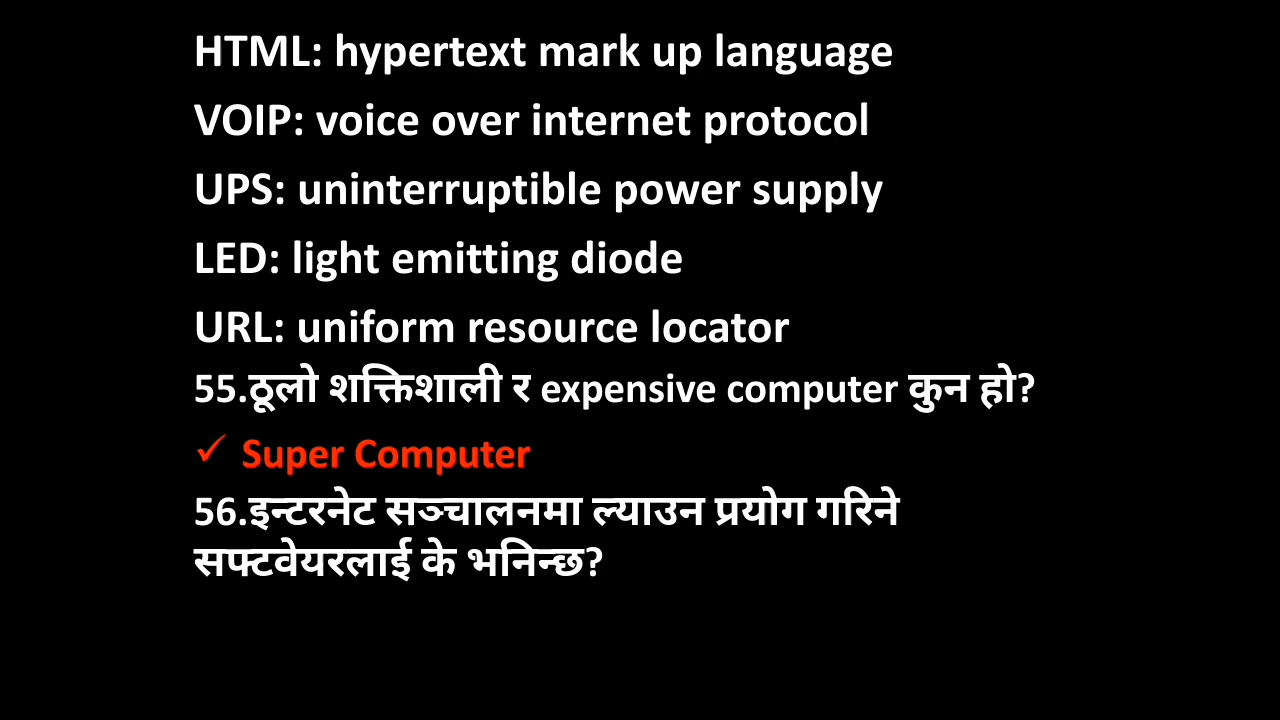 HTML: hypertext mark up language
VOIP: voice over internet protocol
UPS: uninterruptible power supply
LED: light emitting diode
URL: uniform resource locator
55.ठूलो शक्तिशाली र expensive computer कुन हो?
✓ Super Computer
56.इन्टरनेट सञ्चालनमा ल्याउन प्रयोग गरिने
सफ्टवेयरलाई के भनिन्छ?